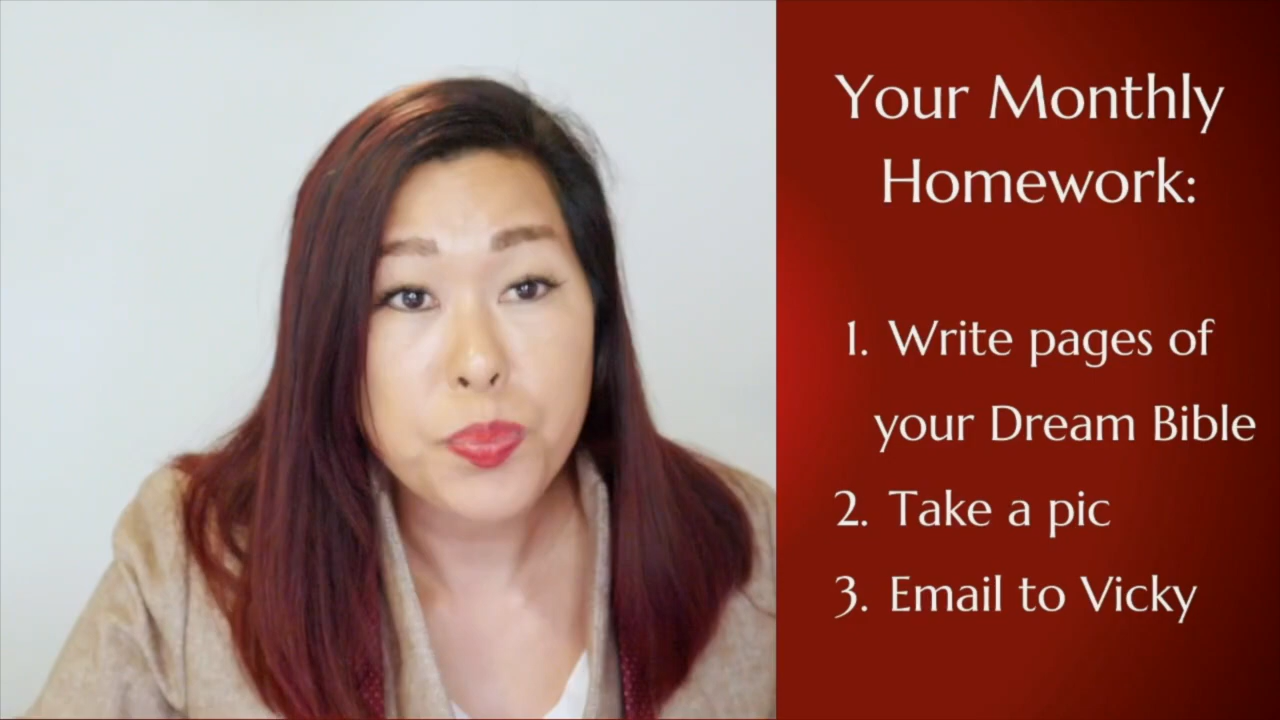 Your Monthly
Homework:
1. Write pages of
your Dream Bible
2. Take a pic
3. Email to Vicky